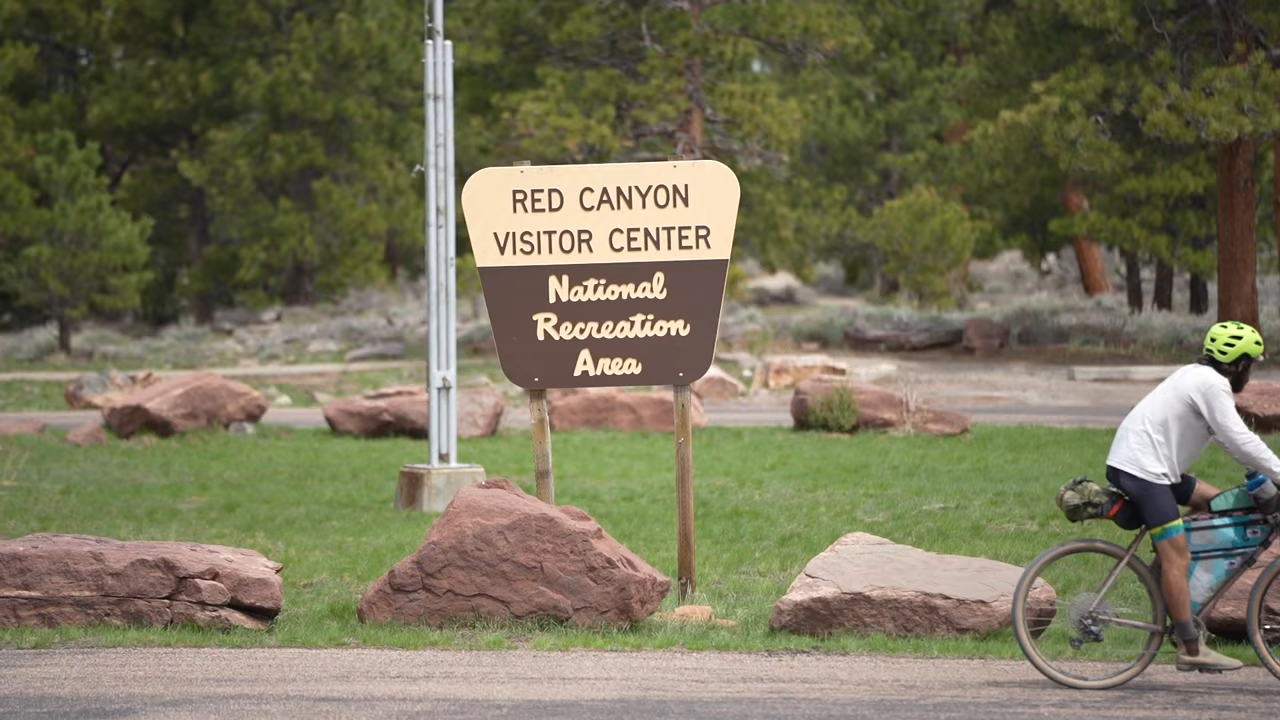 RED CANYON
VISITOR CENTER
National
Recreation
Area